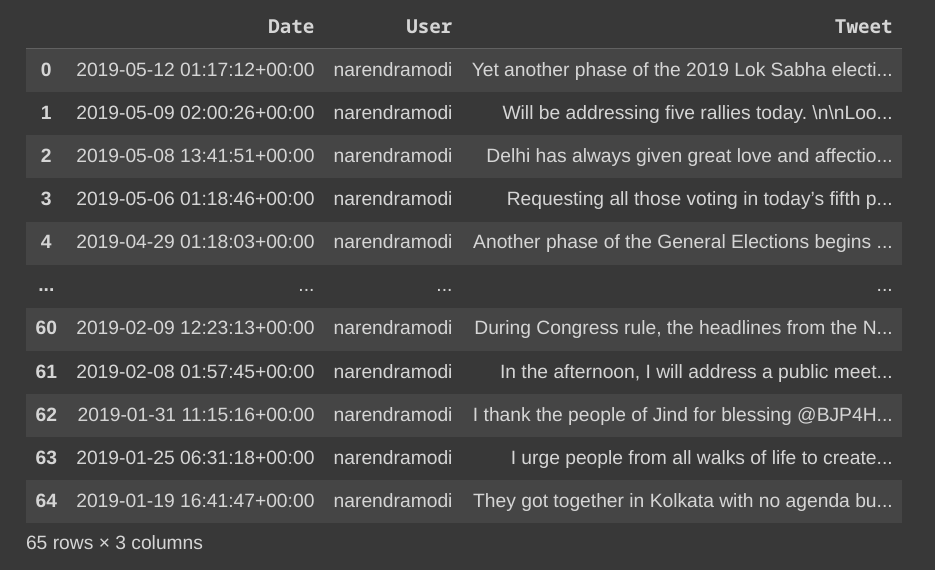 Date User Tweet
0 2019-05-12 01:17:12+00:00 narendramodi Yet another phase of the 2019 Lok Sabha electi...
1 2019-05-09 02:00:26+00:00 narendramodi Will be addressing five rallies today. \n\nLoo...
2 2019-05-08 13:41:51+00:00 narendramodi Delhi has always given great love and affectio...
3 2019-05-06 01:18:46+00:00 narendramodi Requesting all those voting in today’s fifth p...
4 2019-04-29 01:18:03+00:00 narendramodi Another phase of the General Elections begins ...
... ... ... ...
60 2019-02-09 12:23:13+00:00 narendramodi During Congress rule, the headlines from the N...
61 2019-02-08 01:57:45+00:00 narendramodi In the afternoon, I will address a public meet...
62 2019-01-31 11:15:16+00:00 narendramodi I thank the people of Jind for blessing @BJP4H...
63 2019-01-25 06:31:18+00:00 narendramodi I urge people from all walks of life to create...
64 2019-01-19 16:41:47+00:00 narendramodi They got together in Kolkata with no agenda bu...
65 rows × 3 columns